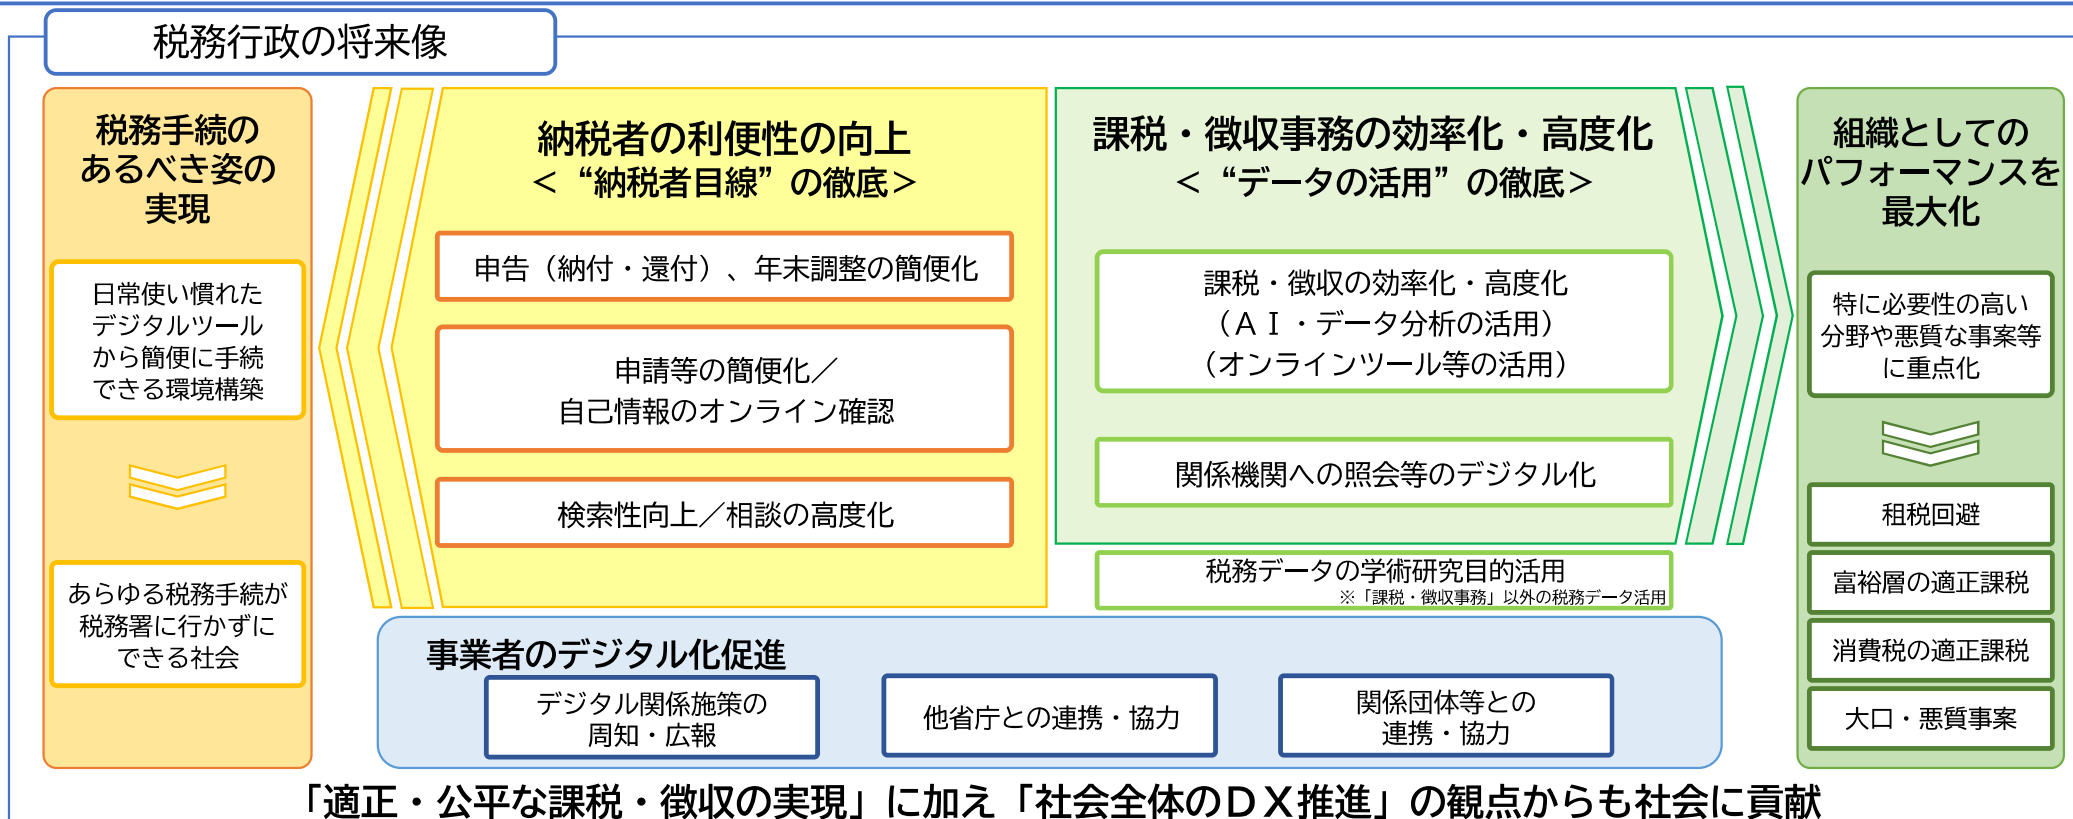 税務行政の将来像
税務手続の
あるべき姿の
実現
日常使い慣れた
デジタルツール
から簡便に手続
できる環境構築
あらゆる税務手続が
税務署に行かずに
できる社会
納税者の利便性の向上
＜“納税者目線”の徹底＞
申告（納付・還付）、年末調整の簡便化
申請等の簡便化／
自己情報のオンライン確認
検索性向上／相談の高度化
課税・徴収事務の効率化・高度化
＜“データの活用”の徹底＞
課税・徴収の効率化・高度化
（ＡＩ・データ分析の活用）
（オンラインツール等の活用）
関係機関への照会等のデジタル化
税務データの学術研究目的活用
※「課税・徴収事務」以外の税務データ活用
組織としての
パフォーマンスを
最大化
特に必要性の高い
分野や悪質な事案等
に重点化
租税回避
富裕層の適正課税
消費税の適正課税
大口・悪質事案
事業者のデジタル化促進
デジタル関係施策の
周知・広報
他省庁との連携・協力
関係団体等との
連携・協力
「適正・公平な課税・徴収の実現」に加え「社会全体のＤＸ推進」の観点からも社会に貢献